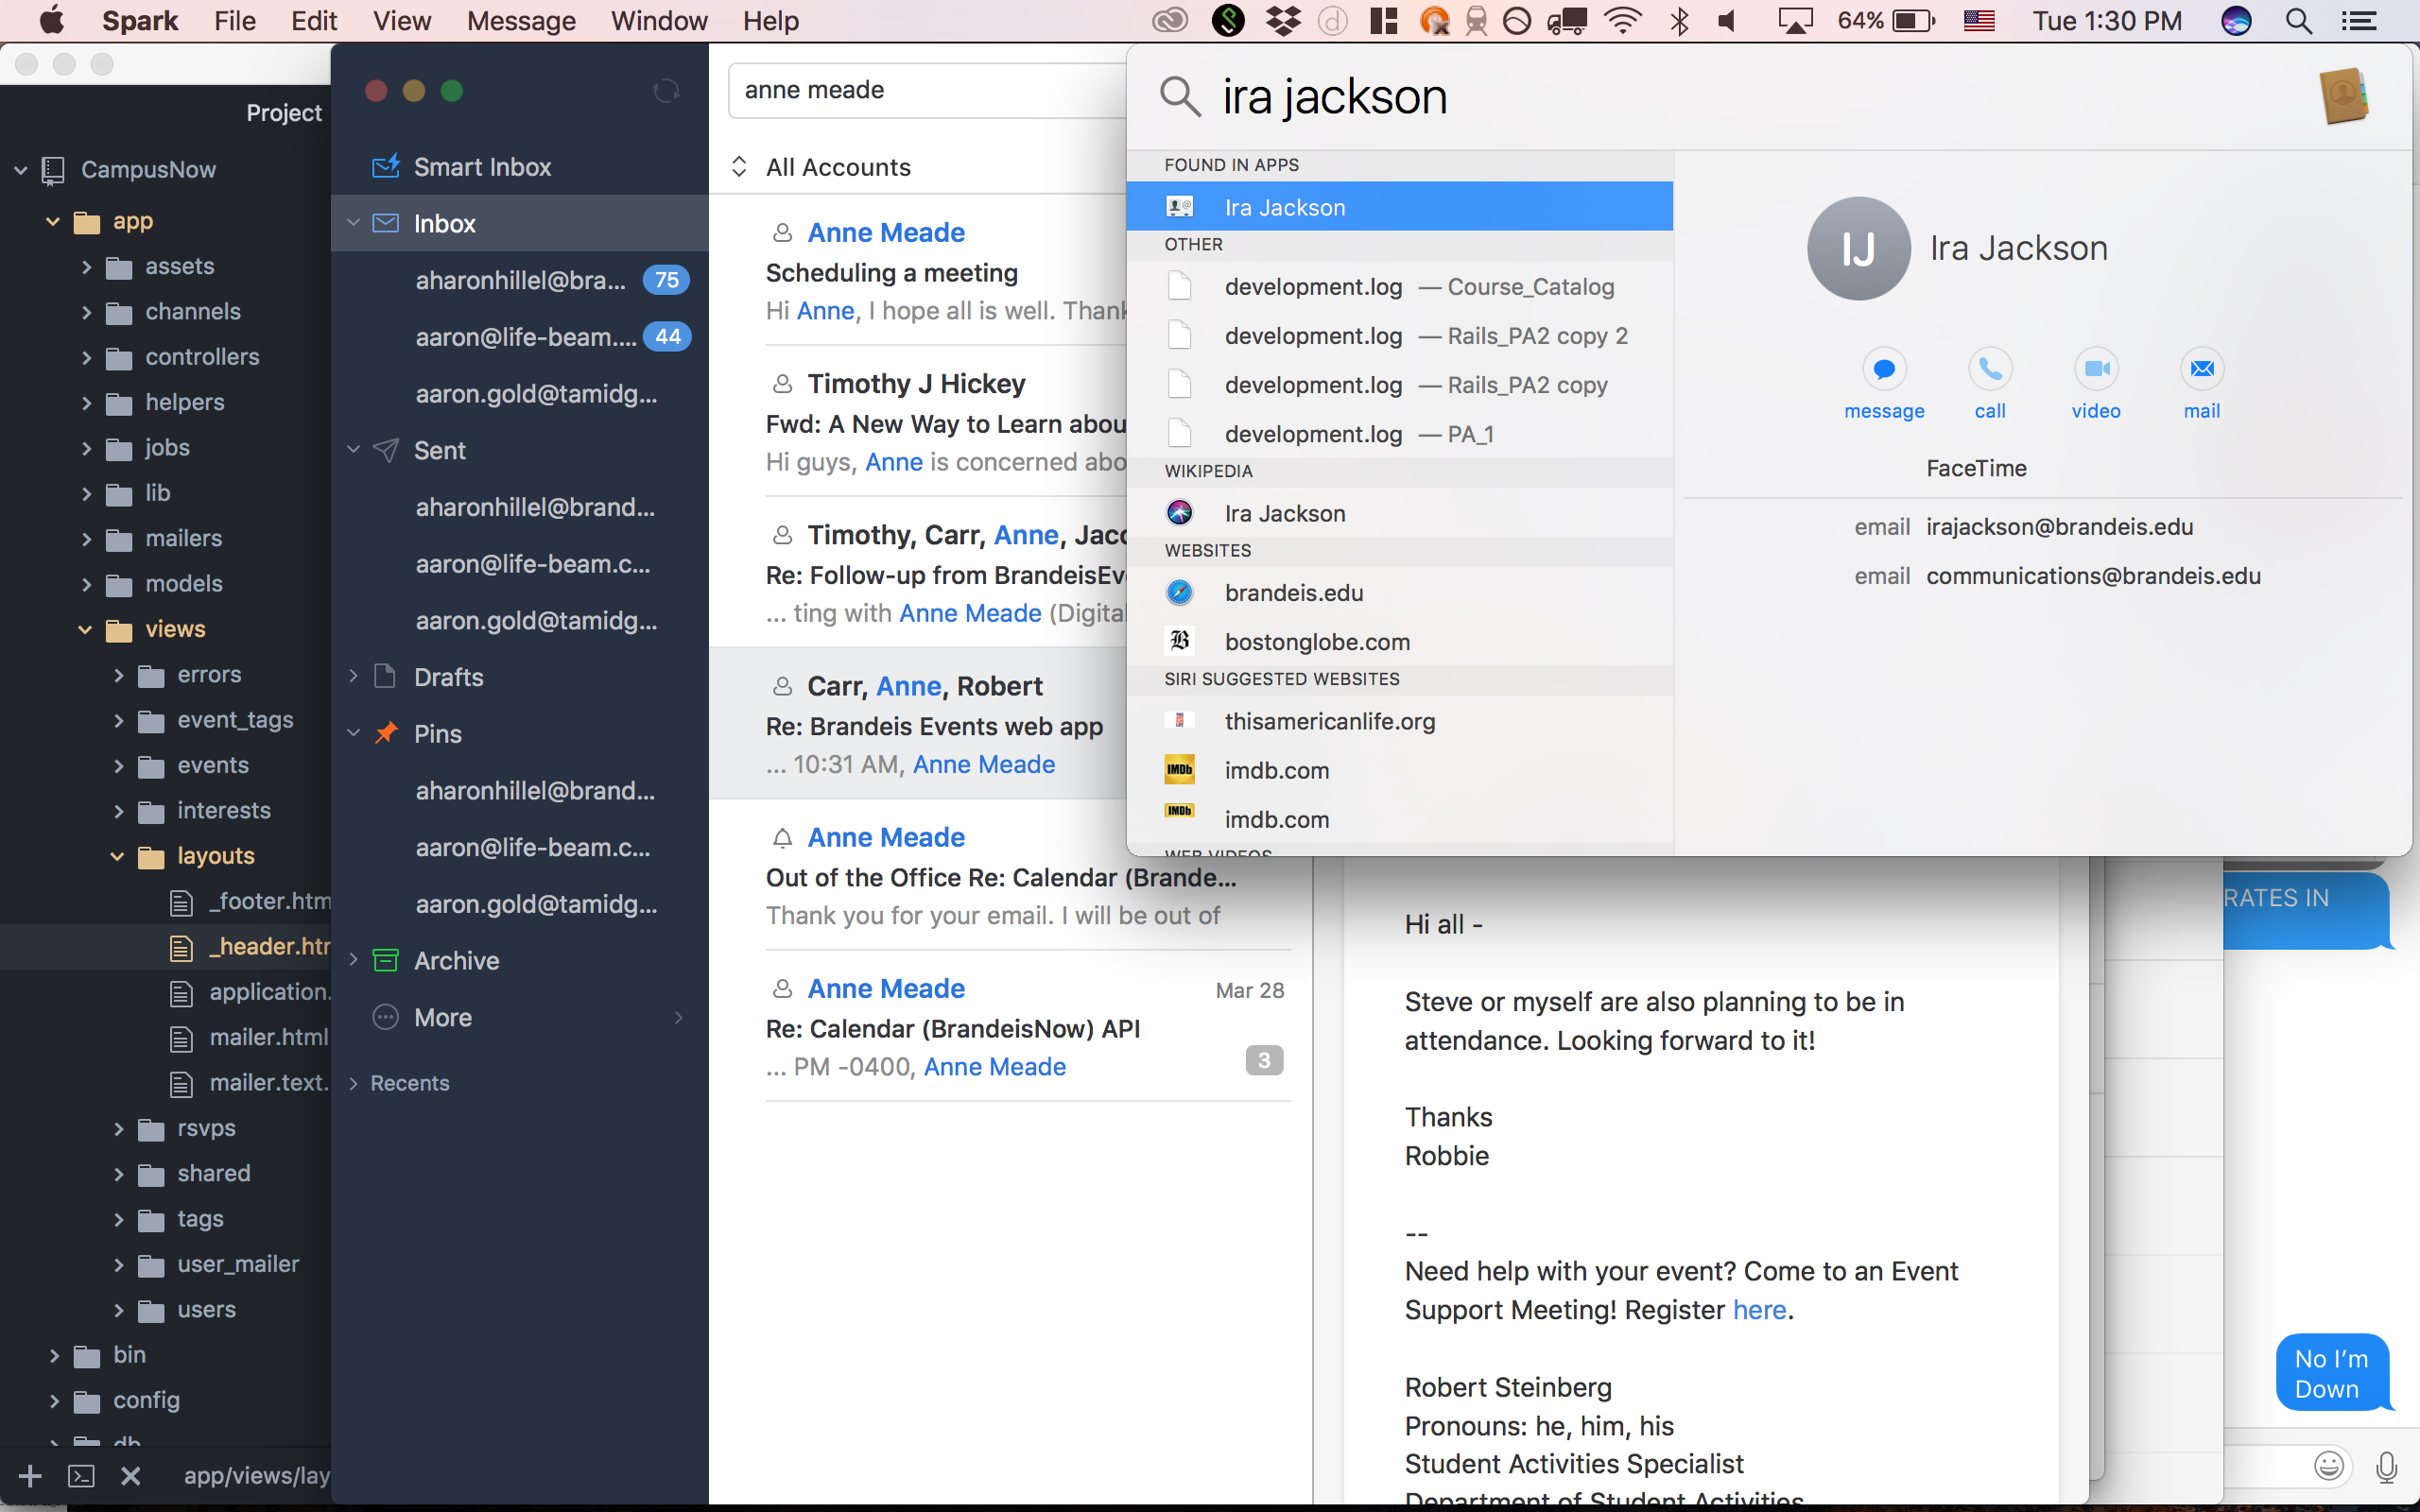 Spark File Edit View Message Window Help
64%
Tue 1:30 PM
Project
CampusNow
app
assets
channels
controllers
helpers
jobs
lib
mailers
models
views
errors
event_tags
events
interests
layouts
_footer.htm
_header.htr
application.
mailer.html
mailer.text.
rsvps
shared
tags
user_mailer
users
bin
config
db
app/views/lay
Smart Inbox
Inbox
aharonhillel@bra... 75
aaron@life-beam.... 44
aaron.gold@tamidg...
Sent
aharonhillel@brand...
aaron@life-beam.c...
aaron.gold@tamidg...
Drafts
Pins
aharonhillel@brand...
aaron@life-beam.c...
aaron.gold@tamidg...
Archive
More
Recents
anne meade
All Accounts
Anne Meade
Scheduling a meeting
Hi Anne, I hope all is well. Thank
Timothy J Hickey
Fwd: A New Way to Learn abou
Hi guys, Anne is concerned abo
Timothy, Carr, Anne, Jaco
Re: Follow-up from BrandeisEv
... ting with Anne Meade (Digita
Carr, Anne, Robert
Re: Brandeis Events web app
... 10:31 AM, Anne Meade
Anne Meade
Out of the Office Re: Calendar (Brande...
Thank you for your email. I will be out of
Anne Meade Mar 28
Re: Calendar (BrandeisNow) API
... PM -0400, Anne Meade 3
ira jackson
FOUND IN APPS
Ira Jackson
OTHER
development.log — Course_Catalog
development.log — Rails_PA2 copy 2
development.log — Rails_PA2 copy
development.log — PA_1
WIKIPEDIA
Ira Jackson
WEBSITES
brandeis.edu
bostonglobe.com
SIRI SUGGESTED WEBSITES
thisamericanlife.org
IMDb imdb.com
IMDb imdb.com
WEB VIDEOS
IJ Ira Jackson
message call video mail
FaceTime
email irajackson@brandeis.edu
email communications@brandeis.edu
Hi all -
Steve or myself are also planning to be in
attendance. Looking forward to it!
Thanks
Robbie
--
Need help with your event? Come to an Event
Support Meeting! Register here.
Robert Steinberg
Pronouns: he, him, his
Student Activities Specialist
Department of Student Activities
RATES IN
No I'm
Down